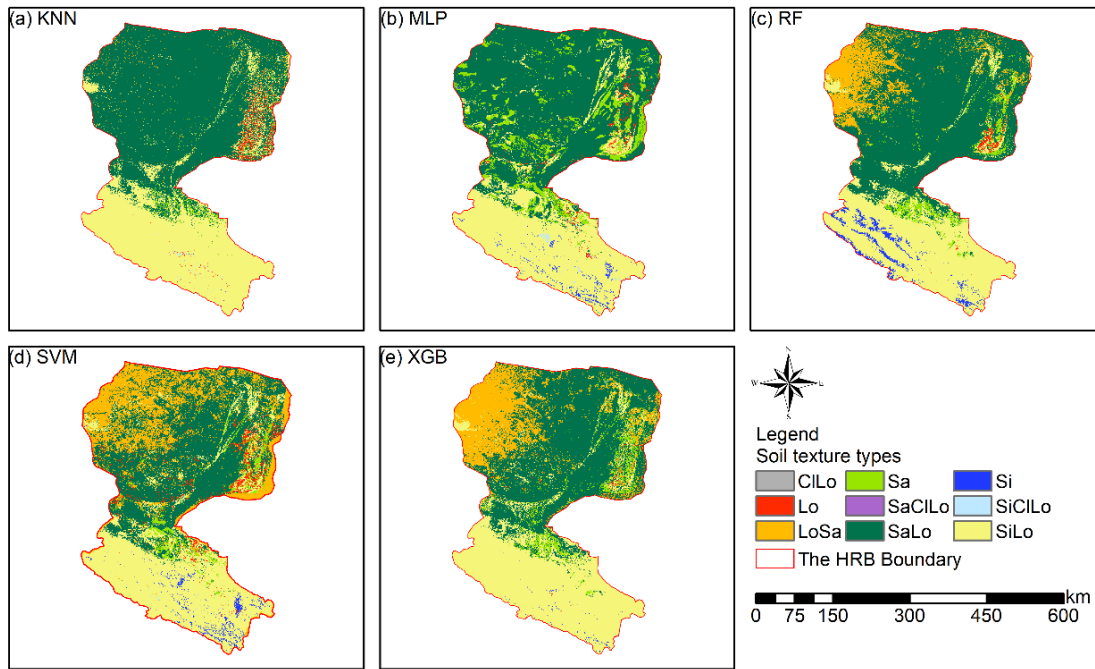 (a) KNN
(b) MLP
(c) RF
(d) SVM
(e) XGB
N
W E
S
Legend
Soil texture types
ClLo Sa Si
Lo SaClLo SiClLo
LoSa SaLo SiLo
The HRB Boundary
km
0 75 150 300 450 600